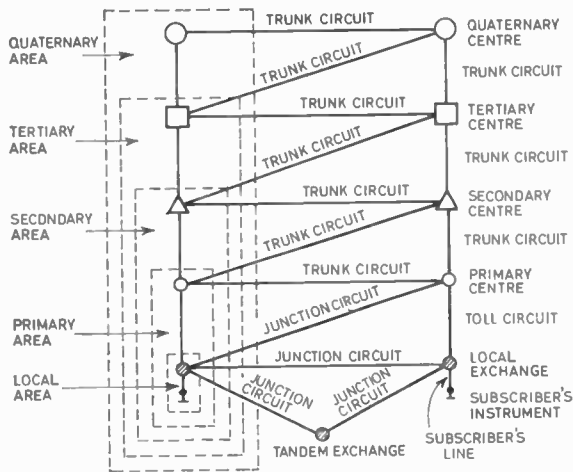 TRUNK CIRCUIT
QUATERNARY
AREA
QUATERNARY
CENTRE
TRUNK CIRCUIT
TRUNK CIRCUIT
TRUNK CIRCUIT
TERTIARY
AREA
TERTIARY
CENTRE
TRUNK CIRCUIT
TRUNK CIRCUIT
TRUNK CIRCUIT
SECONDARY
AREA
SECONDARY
CENTRE
TRUNK CIRCUIT
TRUNK CIRCUIT
TRUNK CIRCUIT
PRIMARY
AREA
PRIMARY
CENTRE
JUNCTION CIRCUIT
TOLL CIRCUIT
JUNCTION CIRCUIT
LOCAL
AREA
LOCAL
EXCHANGE
JUNCTION
CIRCUIT
JUNCTION
CIRCUIT
SUBSCRIBER'S
INSTRUMENT
TANDEM EXCHANGE
SUBSCRIBER'S
LINE